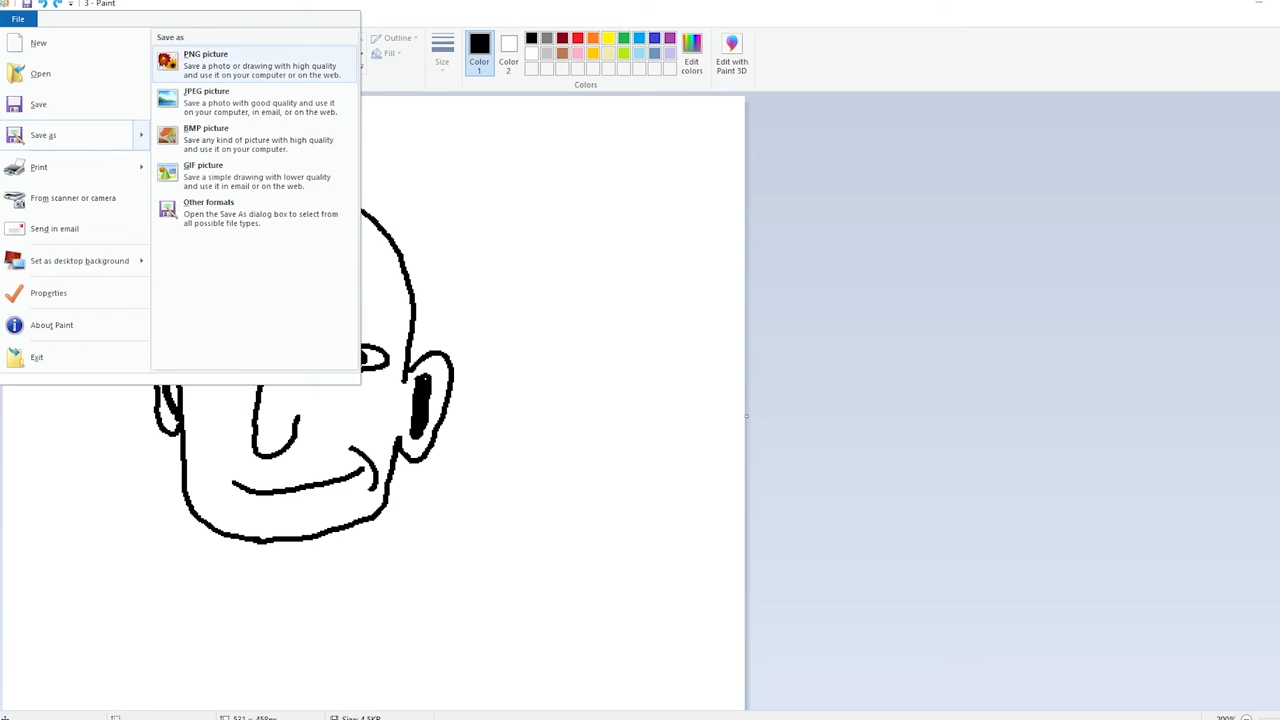 3 - Paint
File
New
Open
Save
Save as
Print
From scanner or camera
Send in email
Set as desktop background
Properties
About Paint
Exit
Save as
PNG picture
Save a photo or drawing with high quality
and use it on your computer or on the web.
JPEG picture
Save a photo with good quality and use it
on your computer, in email, or on the web.
BMP picture
Save any kind of picture with high quality
and use it on your computer.
GIF picture
Save a simple drawing with lower quality
and use it in email or on the web.
Other formats
Open the Save As dialog box to select from
all possible file types.
Outline
Fill
Size
Color
1
Color
2
Edit
colors
Edit with
Paint 3D
Colors
531 × 458px
Size: 4.5KB
200%